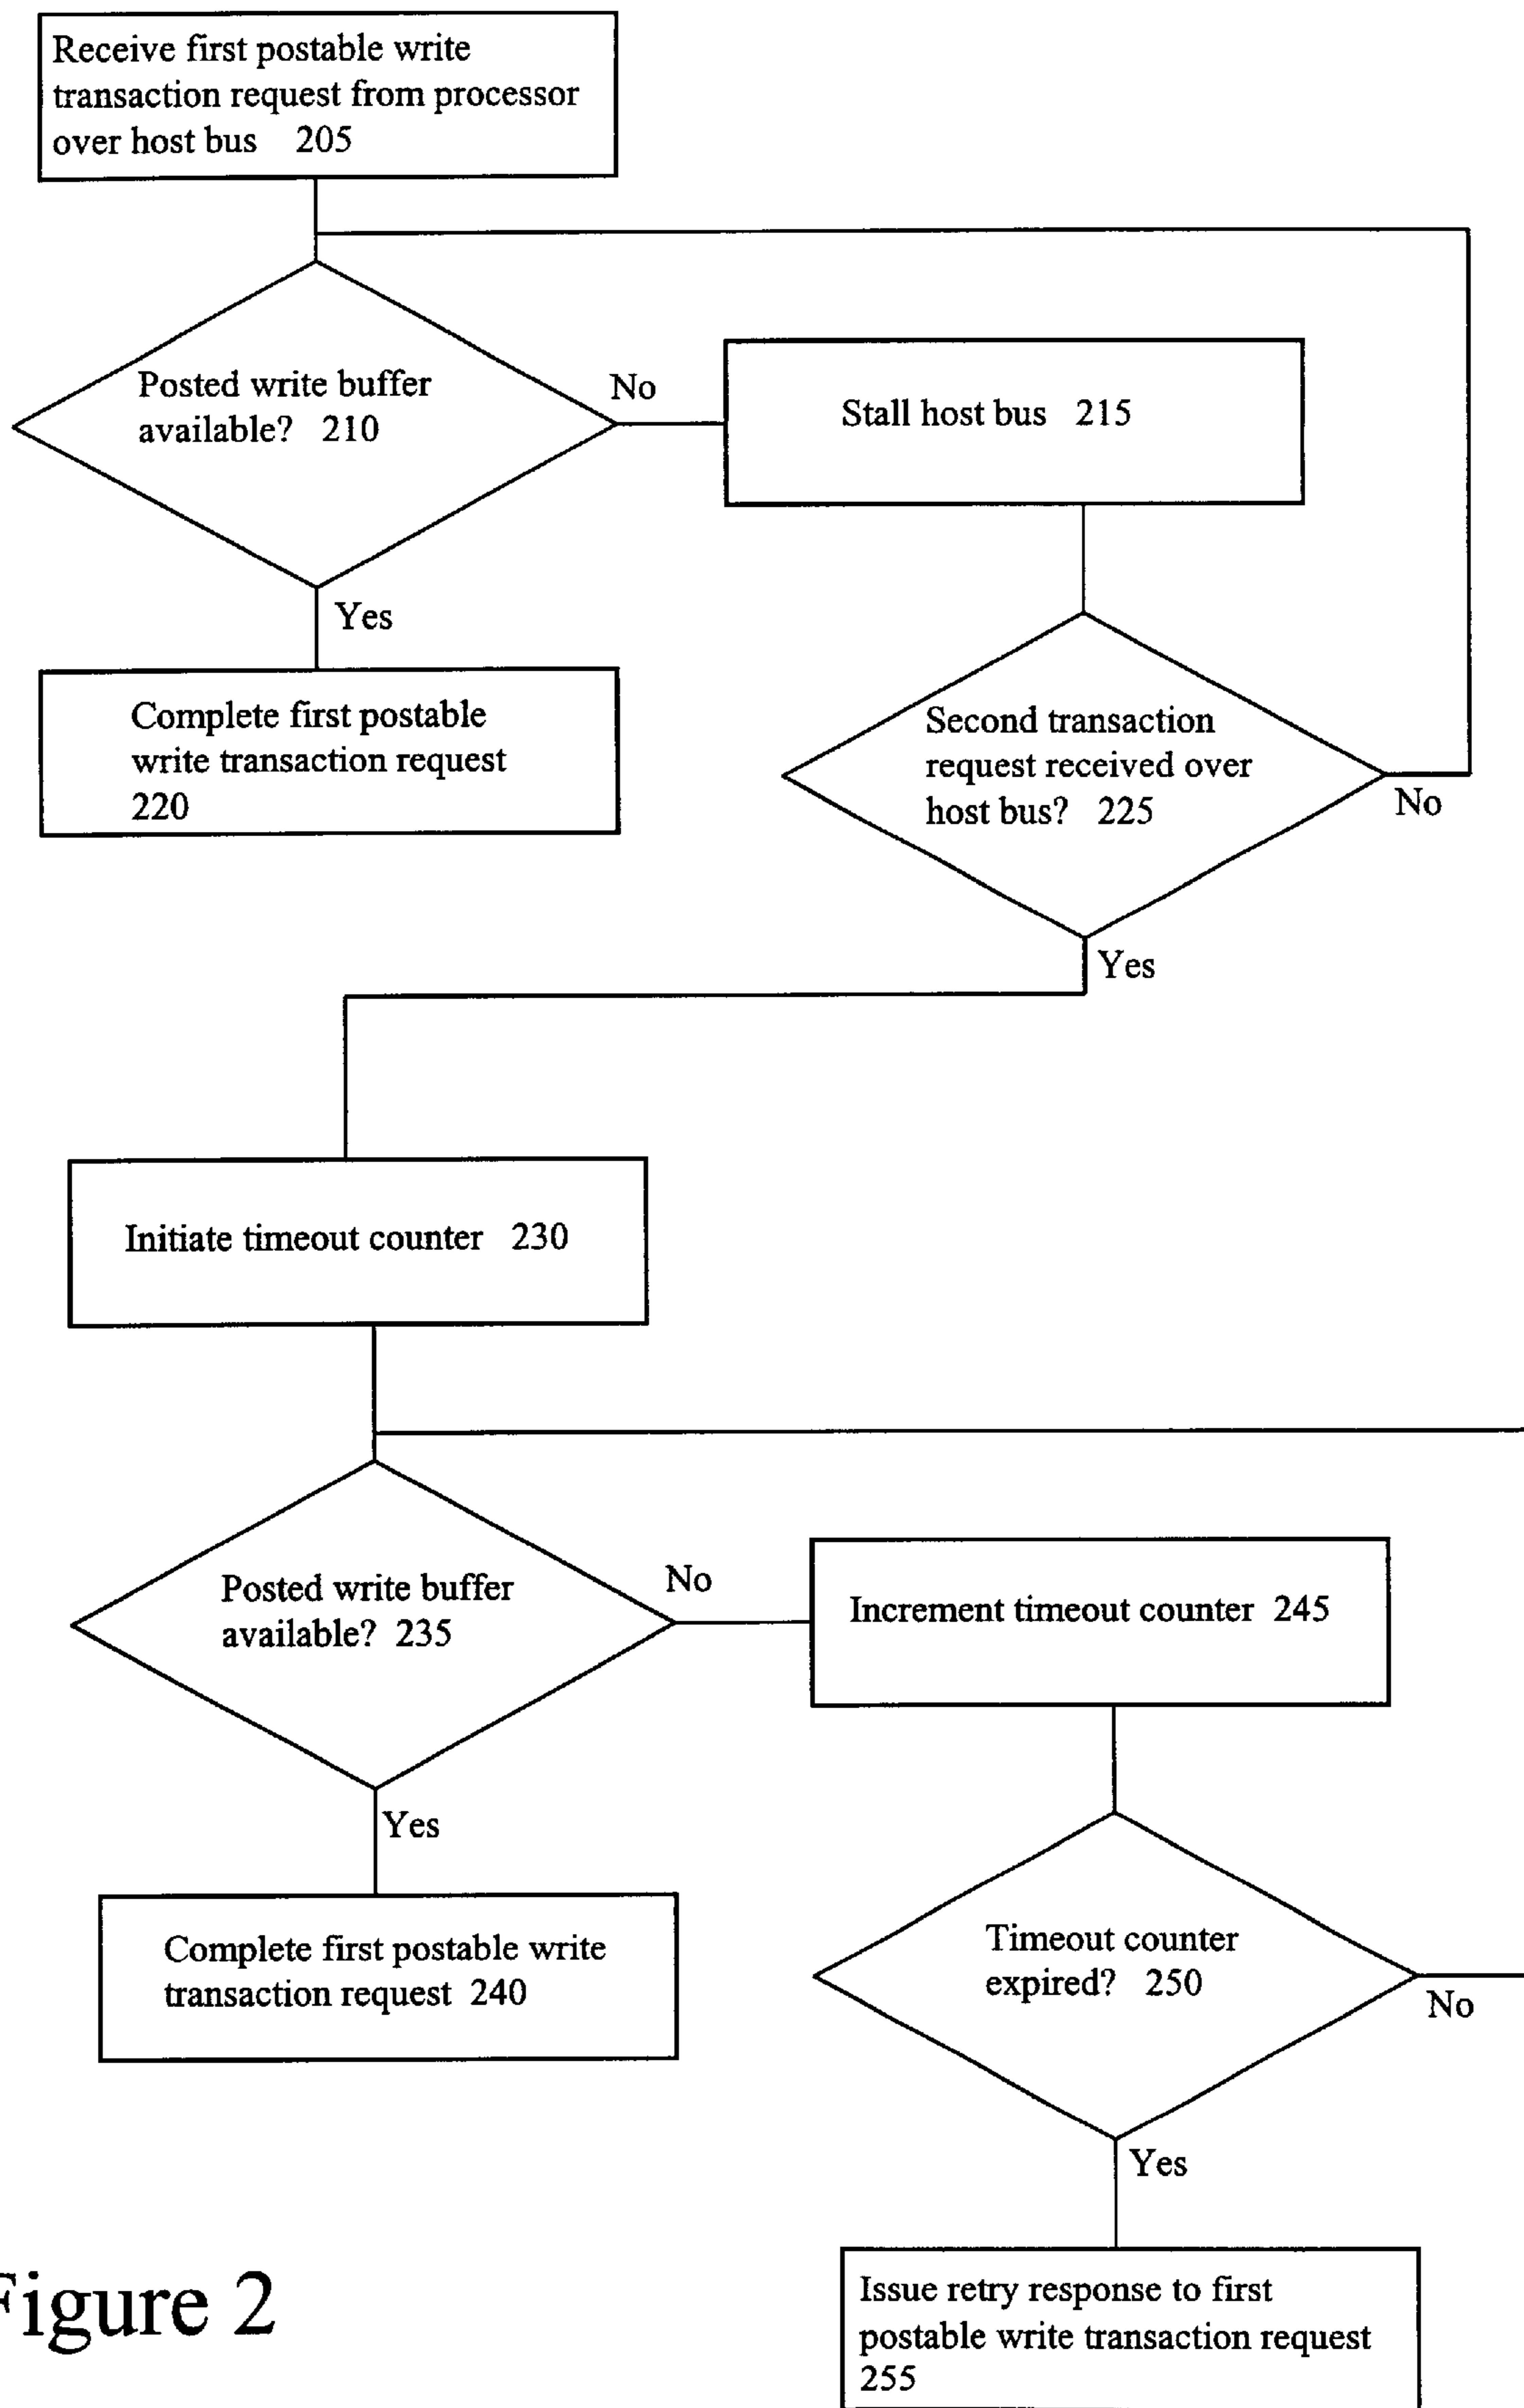 Receive first postable write
transaction request from processor
over host bus 205
Posted write buffer
available? 210
No
Stall host bus 215
Yes
Complete first postable
write transaction request
220
Second transaction
request received over
host bus? 225
No
Yes
Initiate timeout counter 230
Posted write buffer
available? 235
No
Increment timeout counter 245
Yes
Complete first postable write
transaction request 240
Timeout counter
expired? 250
No
Yes
Issue retry response to first
postable write transaction request
255
Figure 2